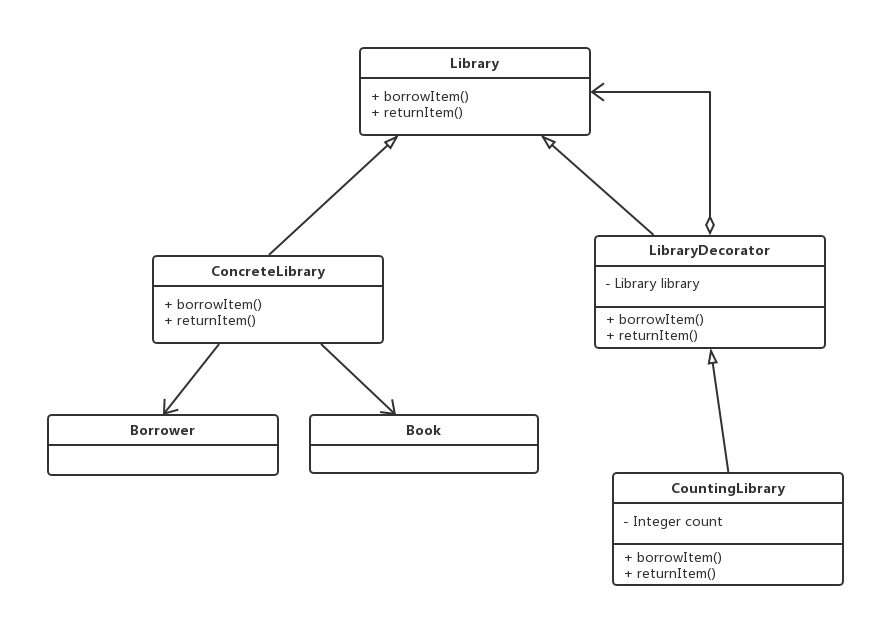 Library
+ borrowItem()
+ returnItem()
LibraryDecorator
- Library library
+ borrowItem()
+ returnItem()
ConcreteLibrary
+ borrowItem()
+ returnItem()
Borrower
Book
CountingLibrary
- Integer count
+ borrowItem()
+ returnItem()